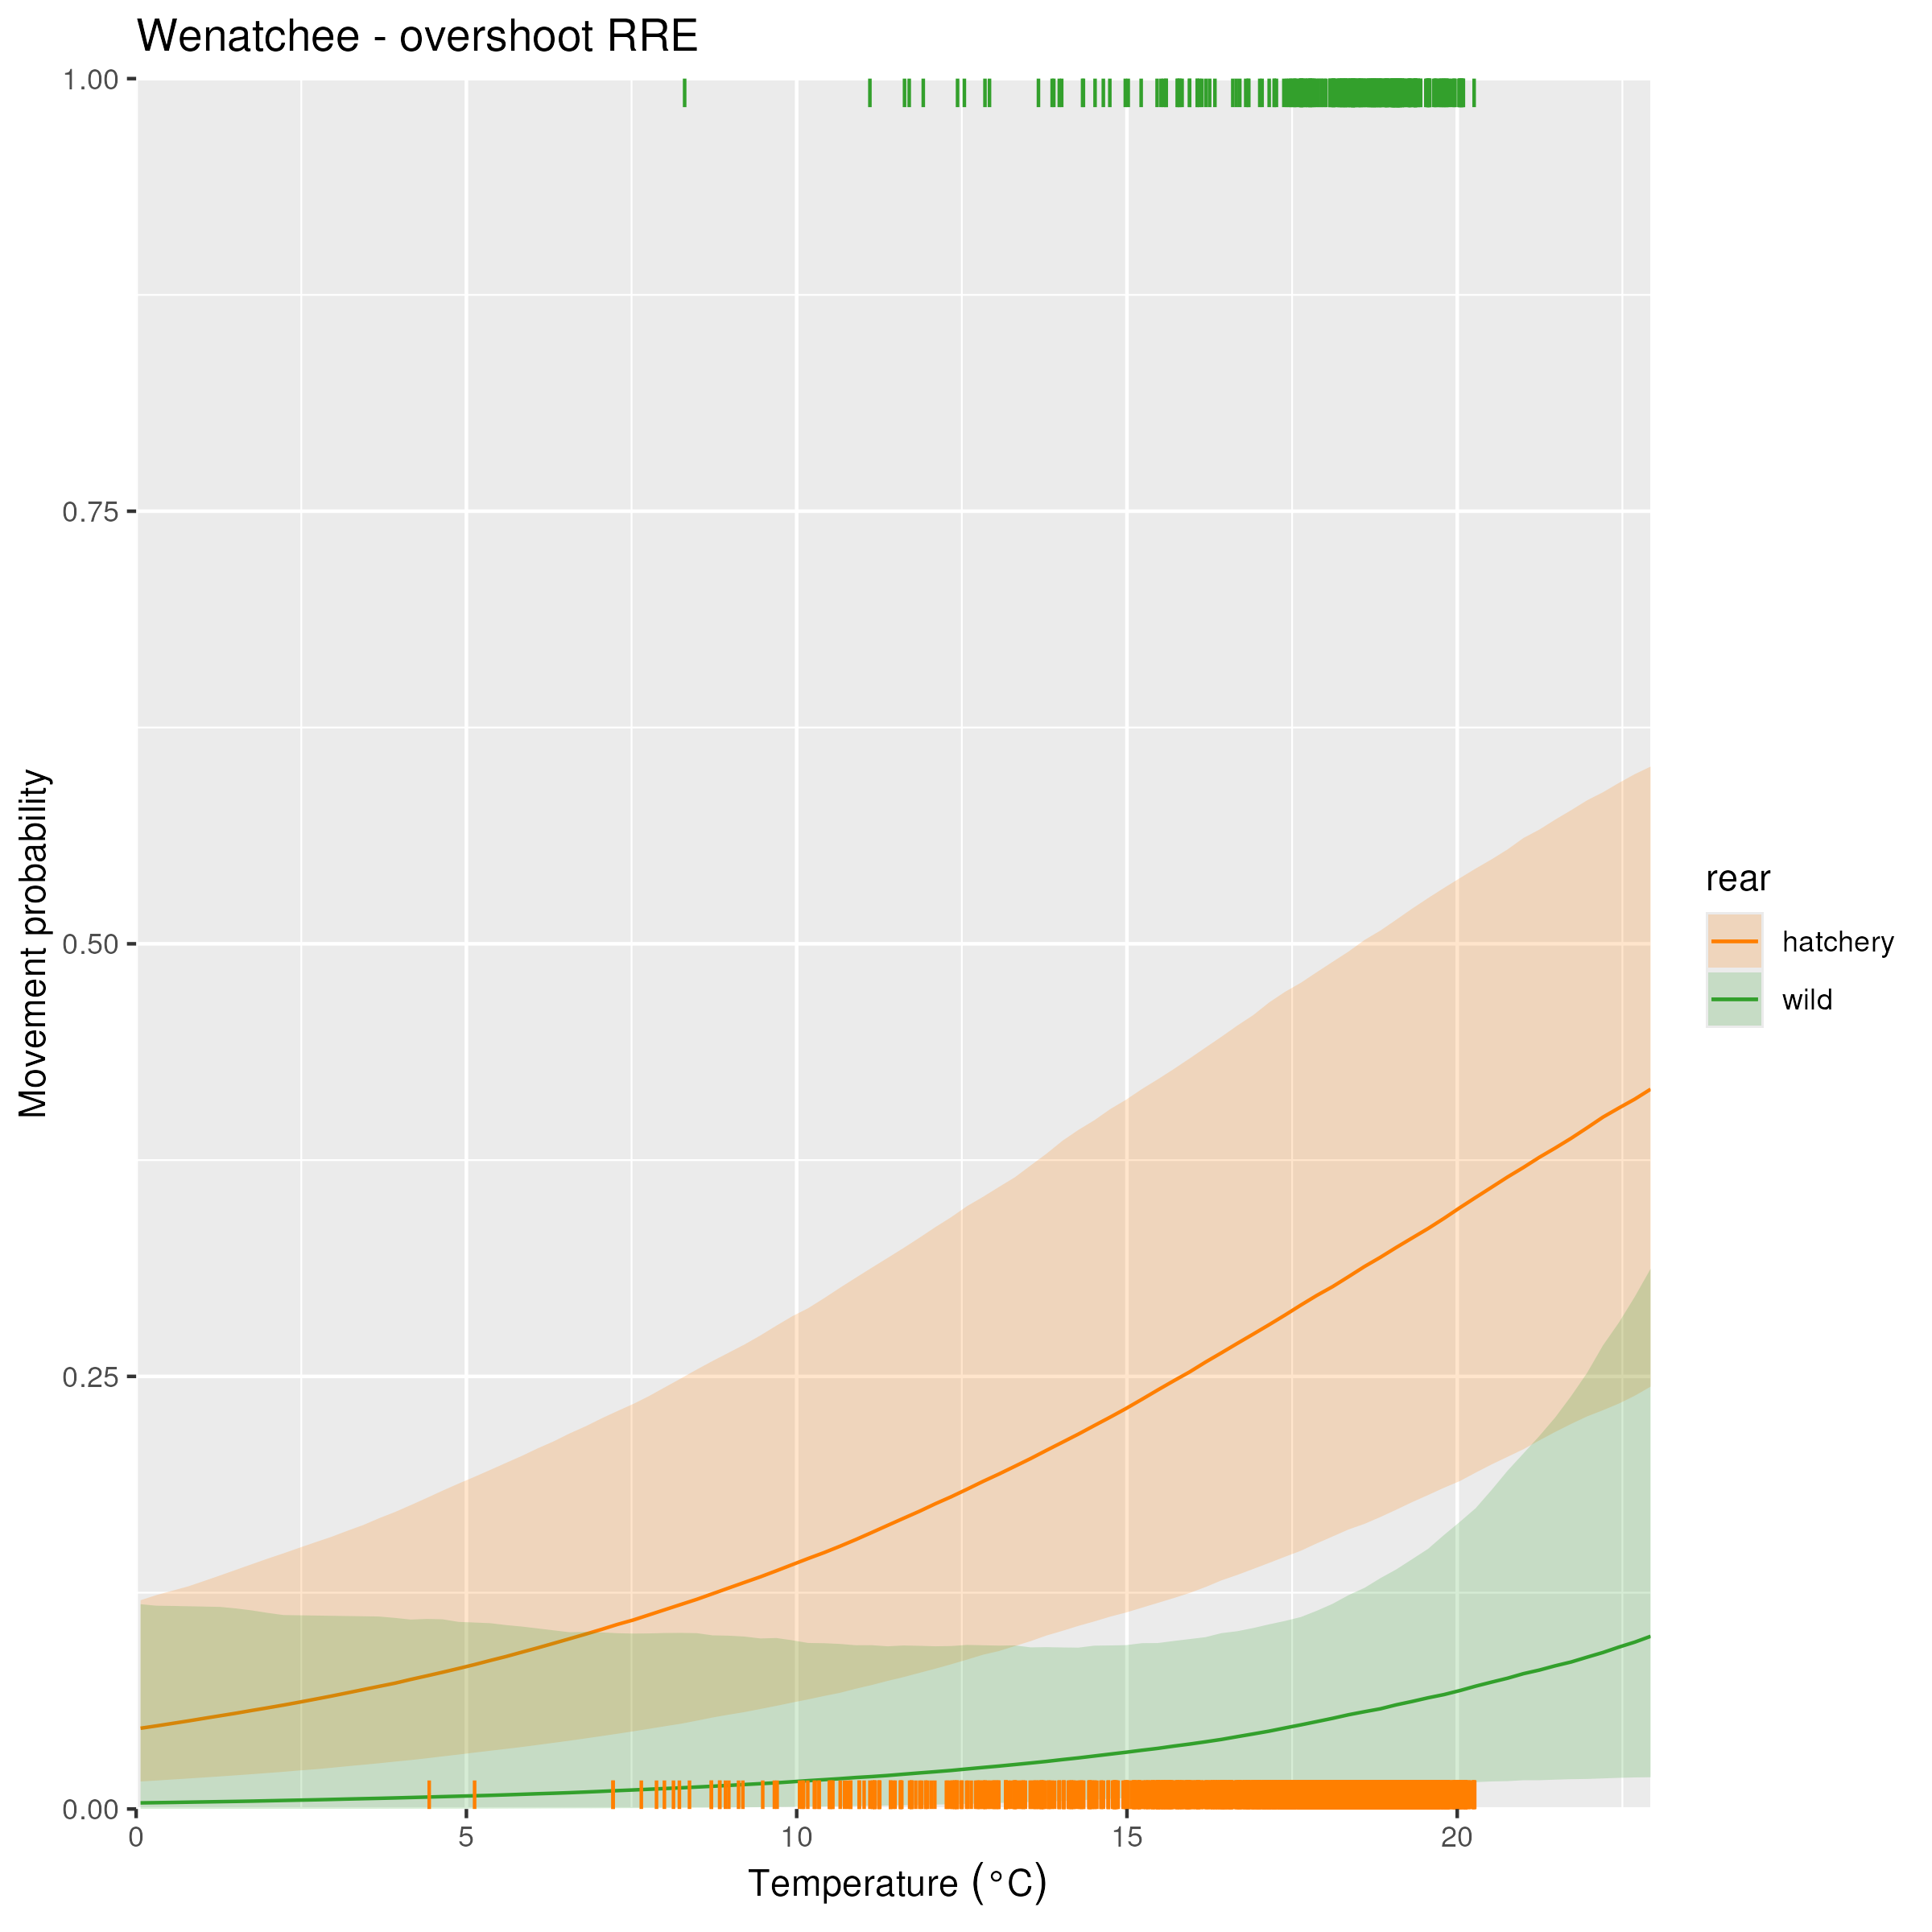 Wenatchee - overshoot RRE
1.00
0.75
0.50
0.25
0.00
Movement probability
0 5 10 15 20
Temperature (°C)
rear
hatchery
wild